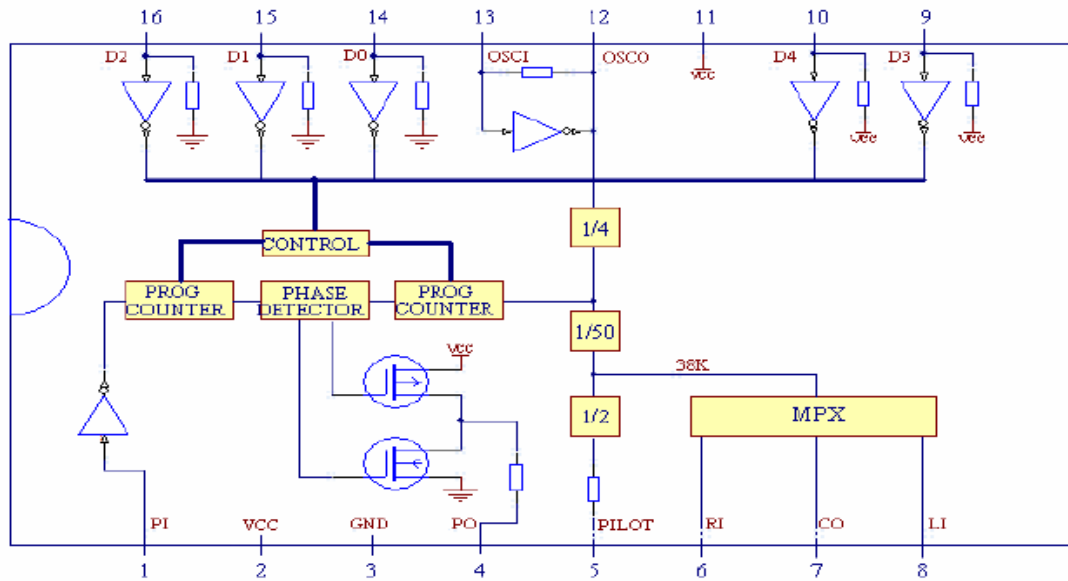 16 15 14 13 12 11 10 9
D2 D1 D0 OSCI OSCO vcc D4 D3
vcc vcc
1/4
CONTROL
PROG COUNTER
PHASE DETECTOR
PROG COUNTER
1/50
vcc
38K
1/2
MPX
PI VCC GND PO PILOT RI CO LI
1 2 3 4 5 6 7 8